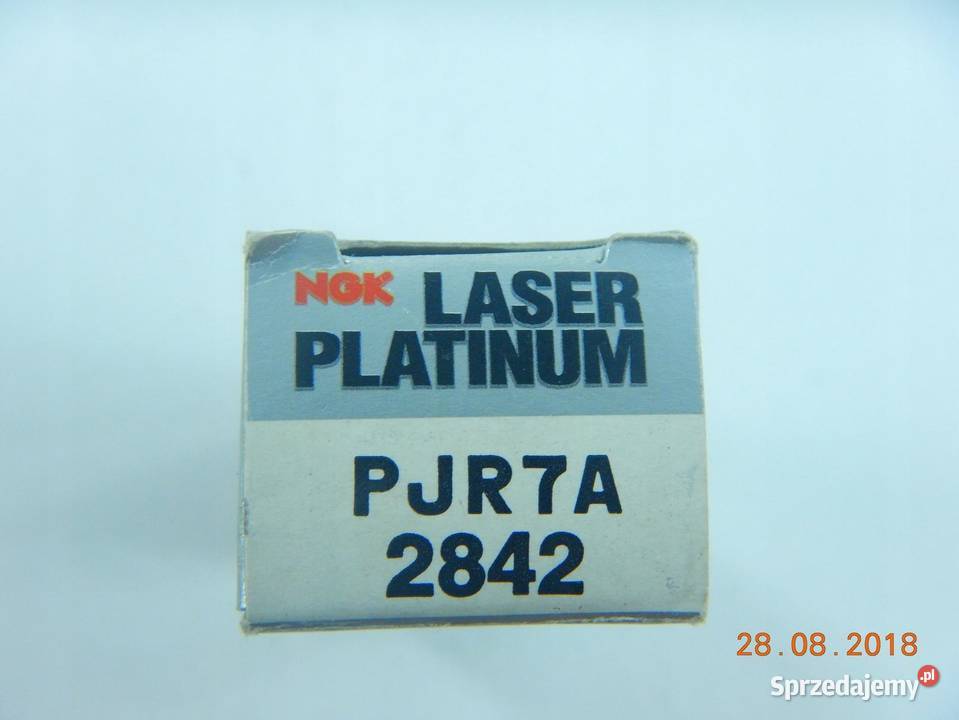 NGK LASER
PLATINUM
PJR7A
2842
28.08.2018
Sprzedajemy.pl